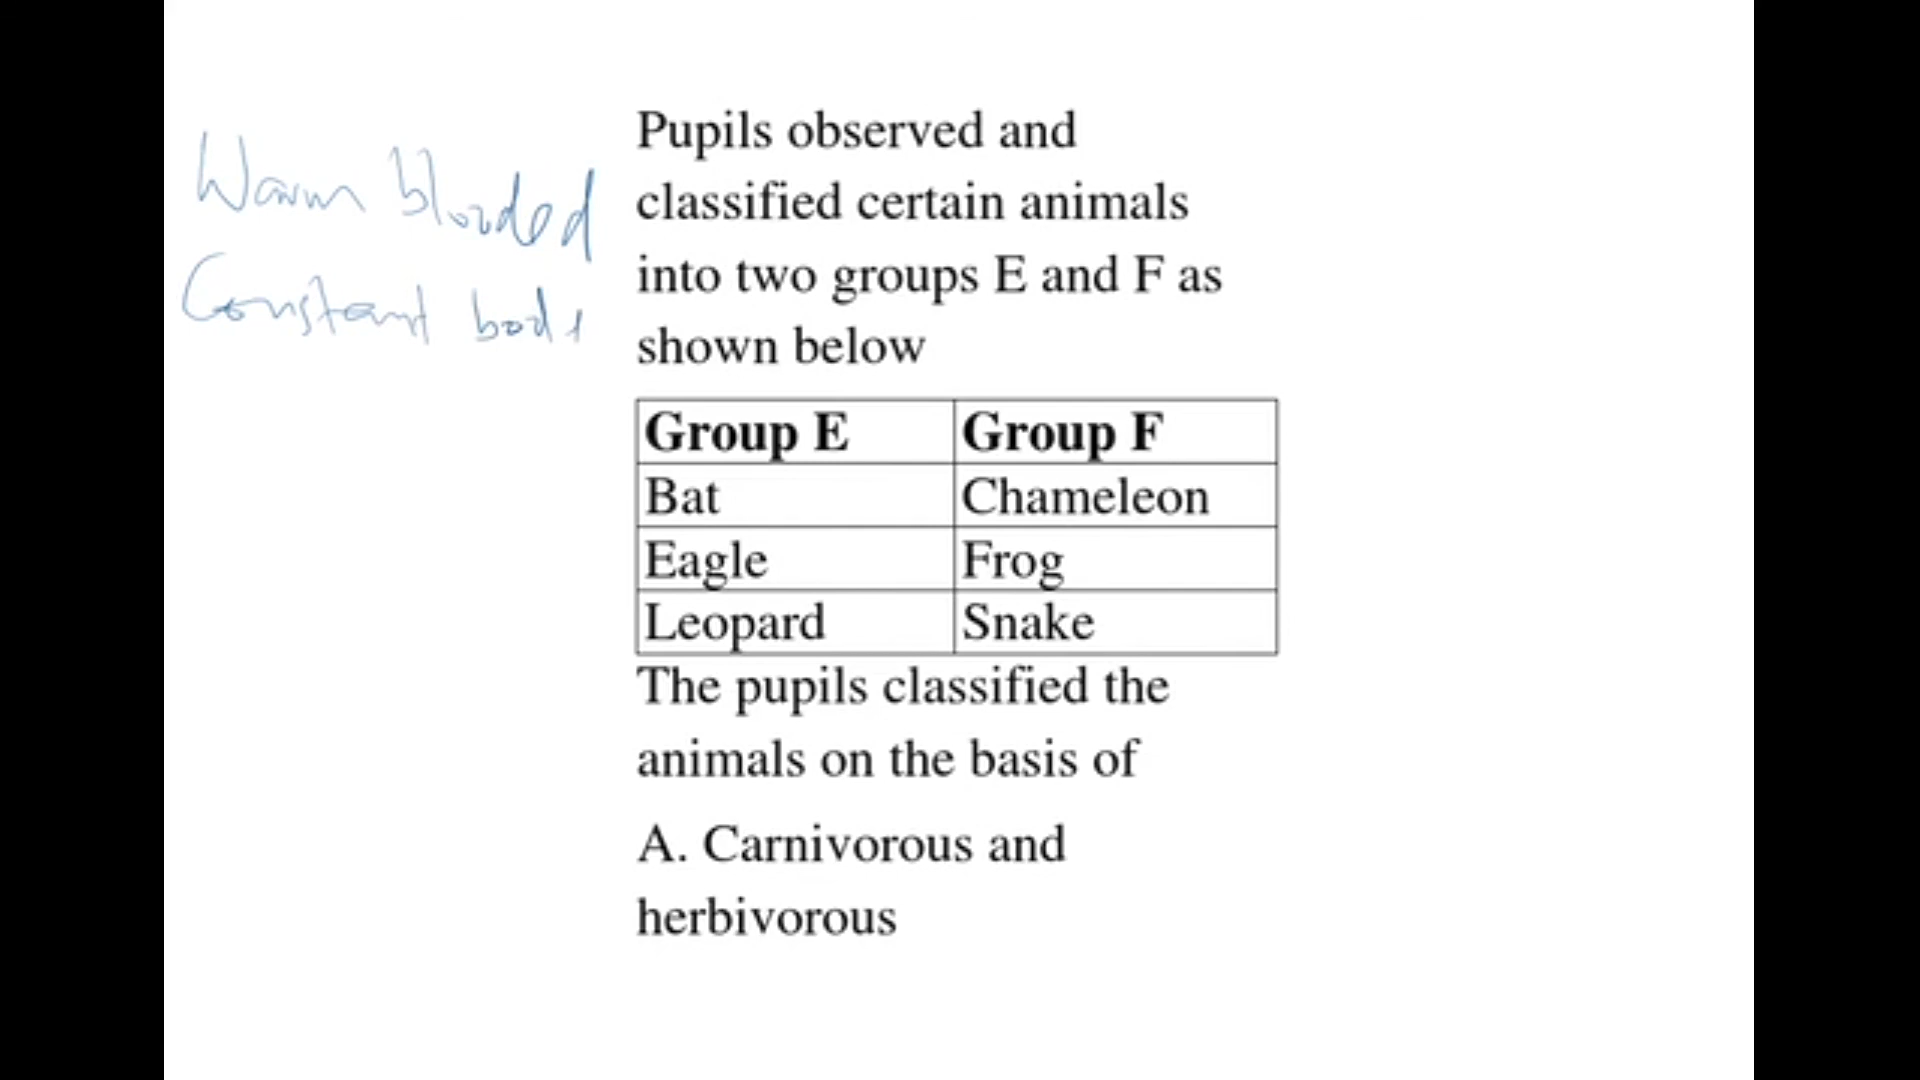 Warm blooded
Constant body
Pupils observed and
classified certain animals
into two groups E and F as
shown below
Group E Group F
Bat Chameleon
Eagle Frog
Leopard Snake
The pupils classified the
animals on the basis of
A. Carnivorous and
herbivorous